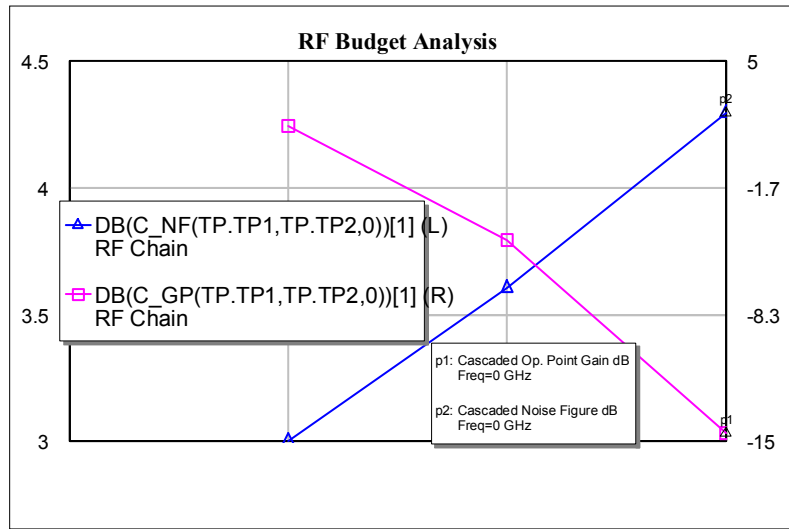 RF Budget Analysis
4.5
5
p2
4
-1.7
DB(C_NF(TP.TP1,TP.TP2,0))[1] (L)
RF Chain
DB(C_GP(TP.TP1,TP.TP2,0))[1] (R)
RF Chain
3.5
-8.3
p1: Cascaded Op. Point Gain dB
Freq=0 GHz
p2: Cascaded Noise Figure dB
Freq=0 GHz
p1
3
-15